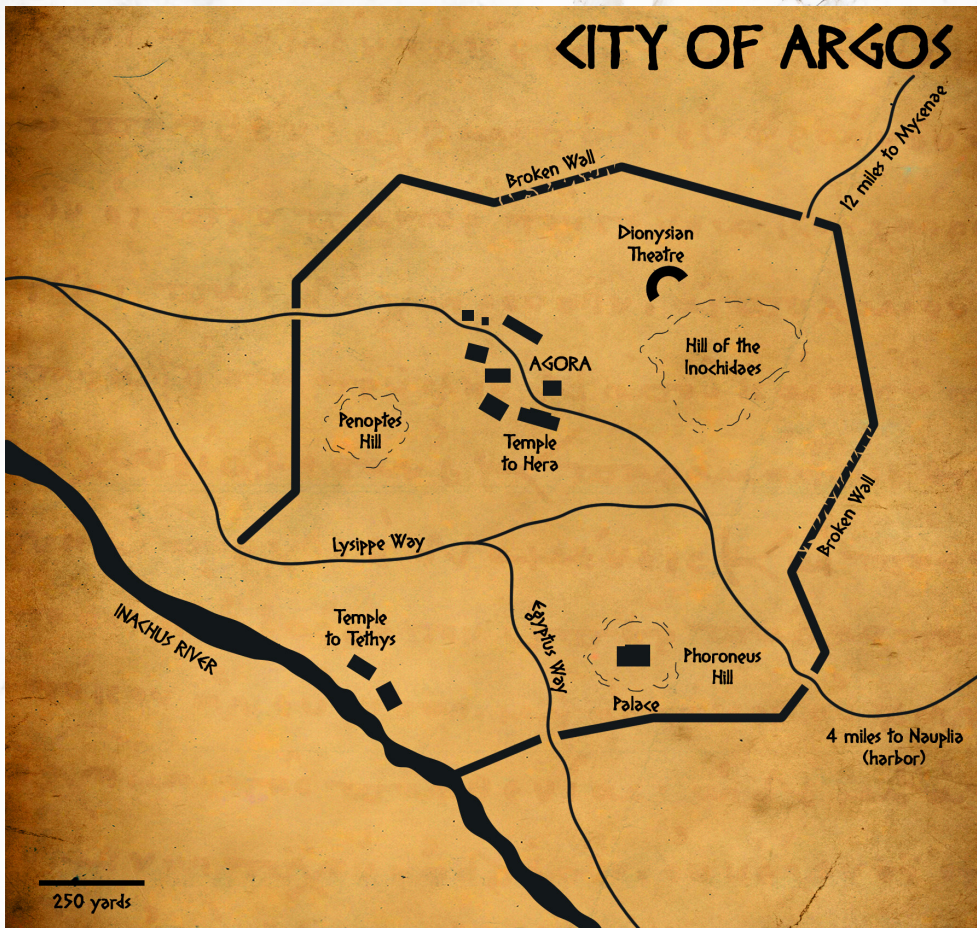 CITY OF ARGOS
12 miles to Mycenae
Broken Wall
Dionysian
Theatre
Hill of the
Inochidaes
AGORA
Penoptes
Hill
Temple
to Hera
Broken Wall
Lysippe Way
INACHUS RIVER
Temple
to Tethys
Egyptus Way
Phoroneus
Hill
Palace
4 miles to Nauplia
(harbor)
250 yards